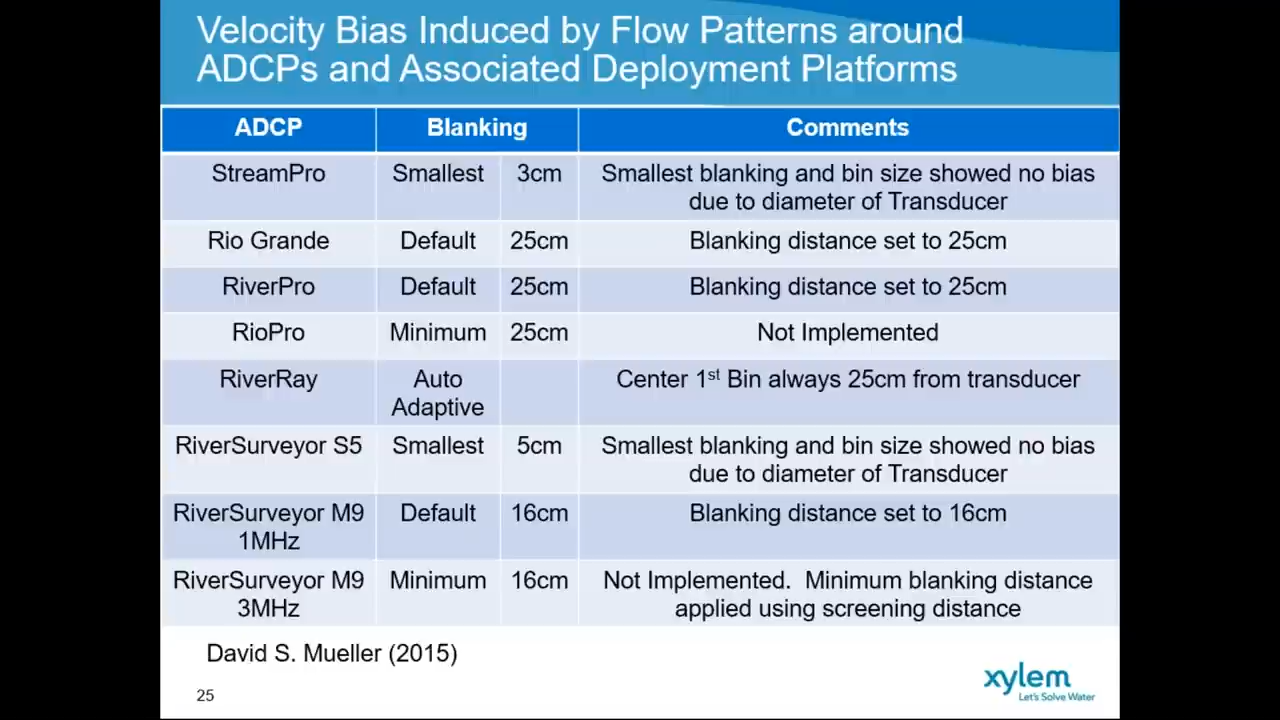 Velocity Bias Induced by Flow Patterns around
ADCPs and Associated Deployment Platforms
ADCP Blanking Comments
StreamPro Smallest 3cm Smallest blanking and bin size showed no bias
due to diameter of Transducer
Rio Grande Default 25cm Blanking distance set to 25cm
RiverPro Default 25cm Blanking distance set to 25cm
RioPro Minimum 25cm Not Implemented
RiverRay Auto Center 1st Bin always 25cm from transducer
Adaptive
RiverSurveyor S5 Smallest 5cm Smallest blanking and bin size showed no bias
due to diameter of Transducer
RiverSurveyor M9 Default 16cm Blanking distance set to 16cm
1MHz
RiverSurveyor M9 Minimum 16cm Not Implemented. Minimum blanking distance
3MHz applied using screening distance
David S. Mueller (2015)
xylem
Let's Solve Water
25